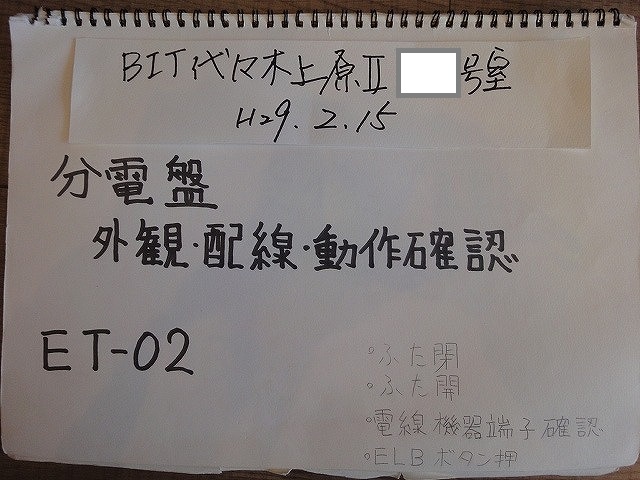 BIT代々木上原II 号室
H29.2.15
分電盤
外観・配線・動作確認
ET-02
・ふた閉
・ふた開
・電線機器端子確認
・ELBボタン押